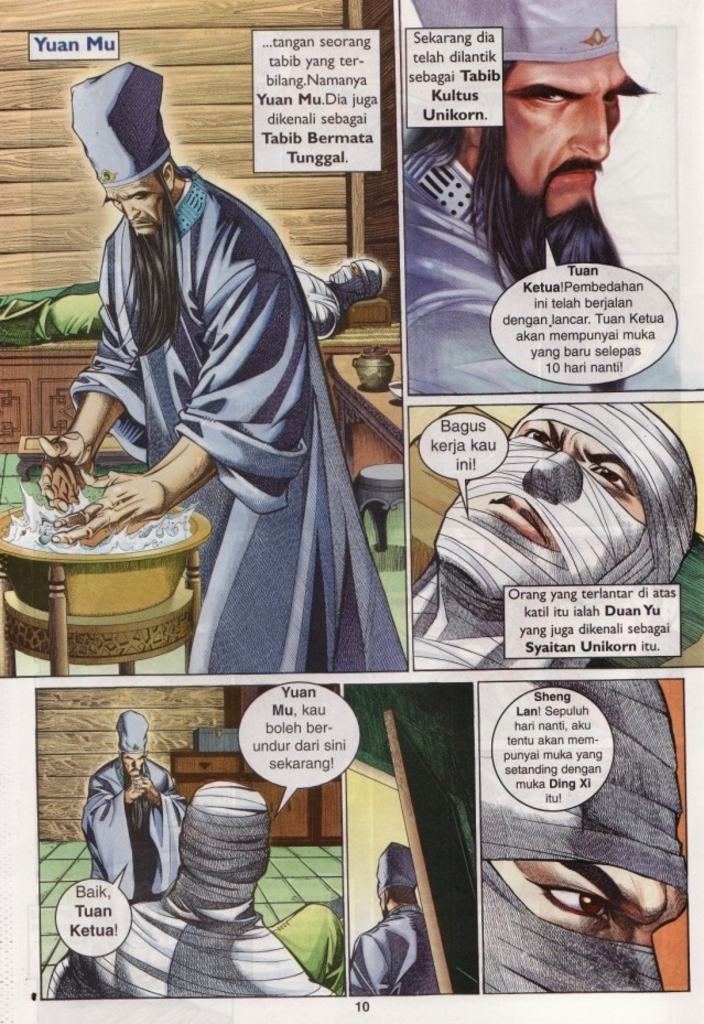 Yuan Mu
...tangan seorang
tabib yang ter-
bilang.Namanya
Yuan Mu.Dia juga
dikenali sebagai
Tabib Bermata
Tunggal.
Sekarang dia
telah dilantik
sebagai Tabib
Kultus
Unikorn.
Tuan
Ketua!Pembedahan
ini telah berjalan
dengan lancar. Tuan Ketua
akan mempunyai muka
yang baru selepas
10 hari nanti!
Bagus
kerja kau
ini!
Orang yang terlantar di atas
katil itu ialah Duan Yu
yang juga dikenali sebagai
Syaitan Unikorn itu.
Yuan
Mu, kau
boleh ber-
undur dari sini
sekarang!
Baik,
Tuan
Ketua!
Sheng
Lan! Sepuluh
hari nanti, aku
tentu akan mem-
punyai muka yang
setanding dengan
muka Ding Xi
itu!
10